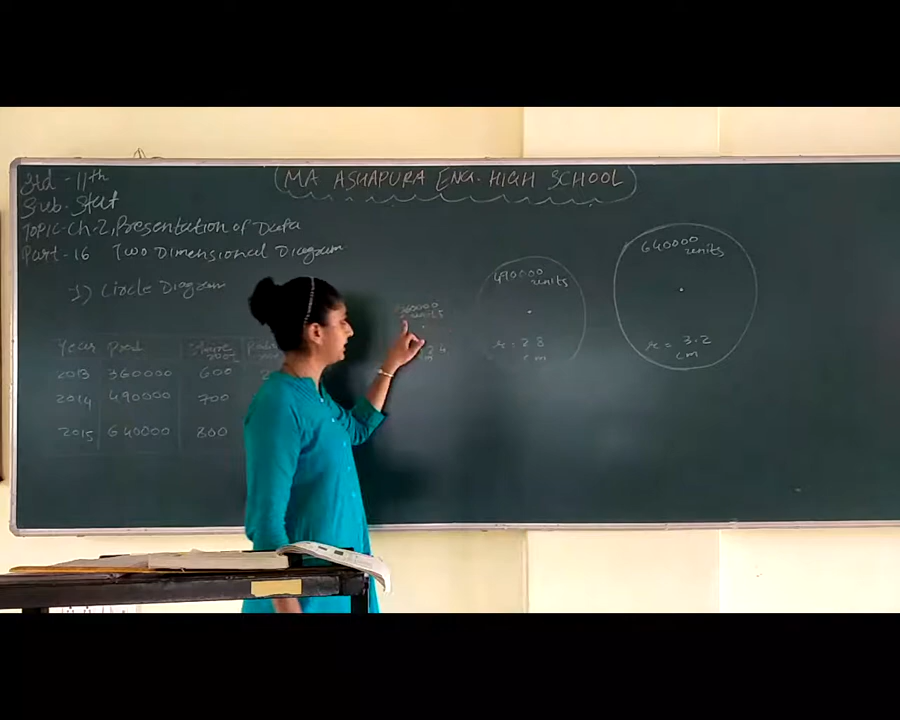 MA ASHAPURA ENG. HIGH SCHOOL
Std - 11th
Sub - Stat
Topic - Ch-2, Presentation of Data
Part - 16 Two Dimensional Diagram
1) Circle Diagram
Year Prod.
2013 360000 600
2014 490000 700
2015 640000 800
360000
units
490000
units
r = 2.8
cm
640000
units
r = 3.2
cm